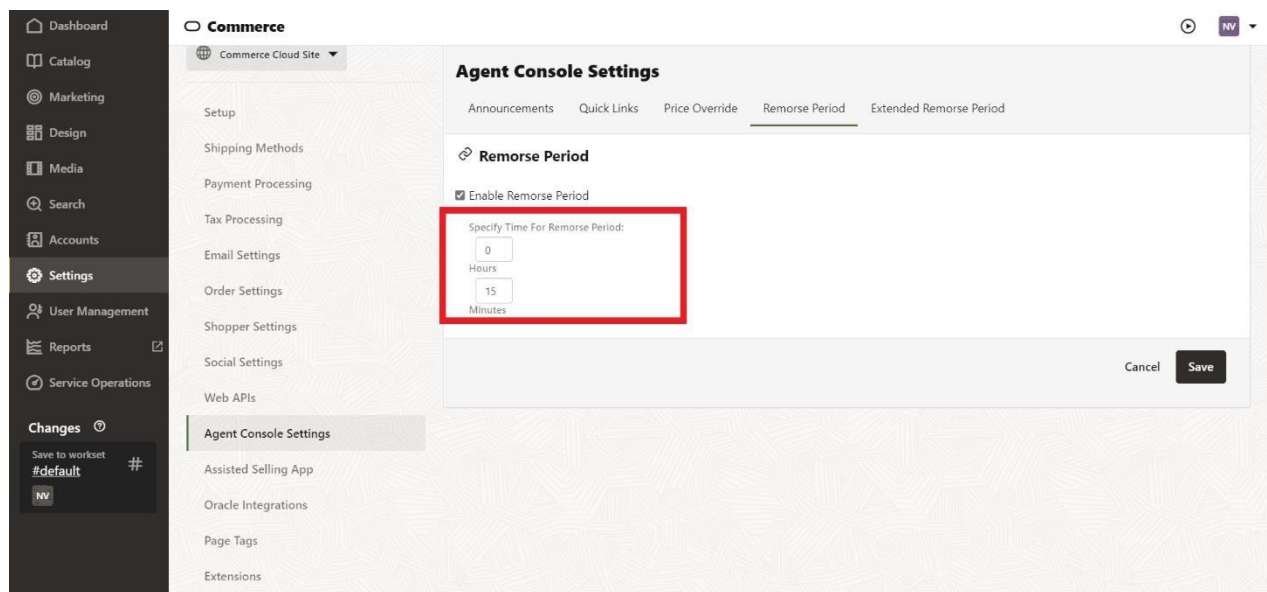 Dashboard
Catalog
Marketing
Design
Media
Search
Accounts
Settings
User Management
Reports
Service Operations
Changes
Save to workset
#default
#
NV
Commerce
NV
Commerce Cloud Site
Setup
Shipping Methods
Payment Processing
Tax Processing
Email Settings
Order Settings
Shopper Settings
Social Settings
Web APIs
Agent Console Settings
Assisted Selling App
Oracle Integrations
Page Tags
Extensions
Agent Console Settings
Announcements Quick Links Price Override Remorse Period Extended Remorse Period
Remorse Period
Enable Remorse Period
Specify Time For Remorse Period:
0
Hours
15
Minutes
Cancel Save